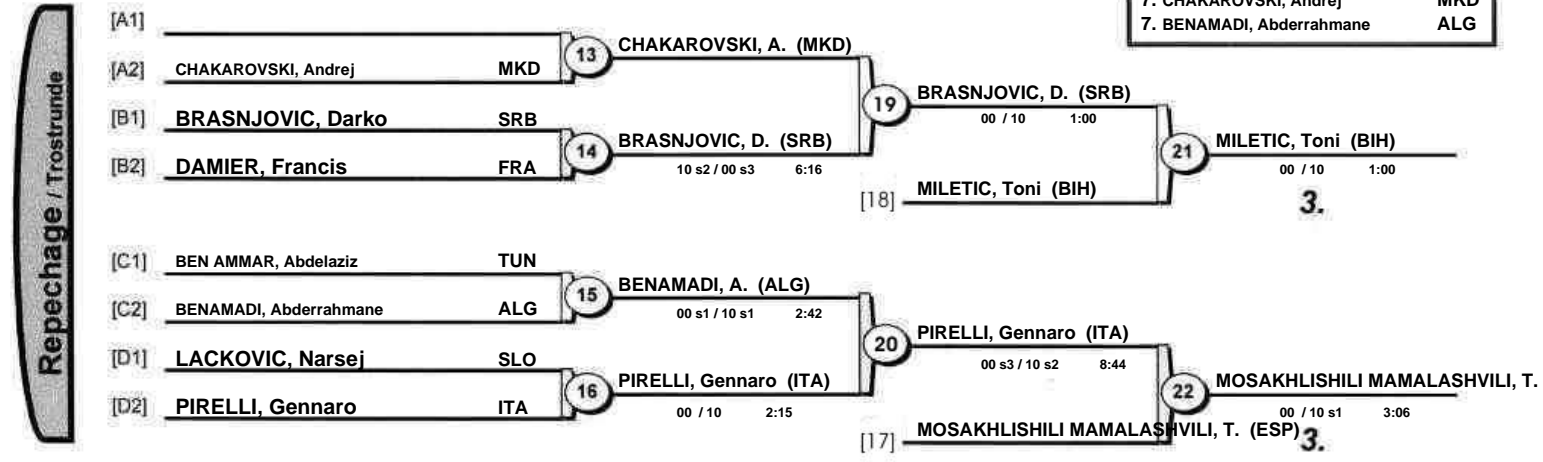 7. CHAKAROVSKI, Andrej MKD
7. BENAMADI, Abderrahmane ALG
Repechage / Trostrunde
[A1]
[A2] CHAKAROVSKI, Andrej MKD
13 CHAKAROVSKI, A. (MKD)
[B1] BRASNJOVIC, Darko SRB
[B2] DAMIER, Francis FRA
14 BRASNJOVIC, D. (SRB)
10 s2 / 00 s3 6:16
19 BRASNJOVIC, D. (SRB)
00 / 10 1:00
[18] MILETIC, Toni (BIH)
21 MILETIC, Toni (BIH)
00 / 10 1:00
3.
[C1] BEN AMMAR, Abdelaziz TUN
[C2] BENAMADI, Abderrahmane ALG
15 BENAMADI, A. (ALG)
00 s1 / 10 s1 2:42
[D1] LACKOVIC, Narsej SLO
[D2] PIRELLI, Gennaro ITA
16 PIRELLI, Gennaro (ITA)
00 / 10 2:15
20 PIRELLI, Gennaro (ITA)
00 s3 / 10 s2 8:44
[17] MOSAKHLISHILI MAMALASHVILI, T. (ESP)
22 MOSAKHLISHILI MAMALASHVILI, T.
00 / 10 s1 3:06
3.